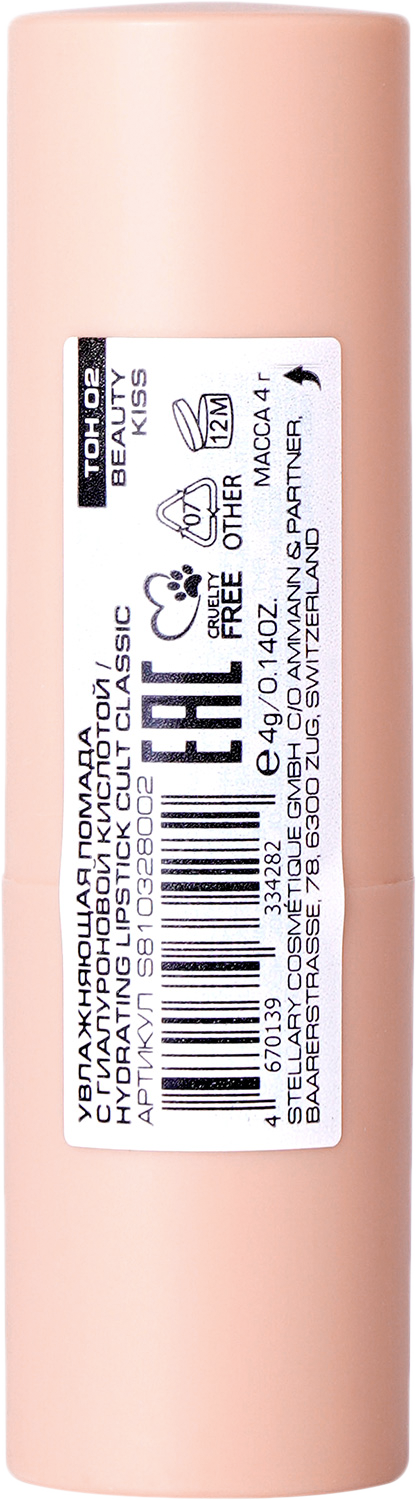 УВЛАЖНЯЮЩАЯ ПОМАДА
С ГИАЛУРОНОВОЙ КИСЛОТОЙ /
HYDRATING LIPSTICK CULT CLASSIC
АРТИКУЛ S810328002
ТОН 02
BEAUTY
KISS
EAC
CRUELTY
FREE
07
OTHER
12M
МАССА 4 г
4 670139 334282
e 4g/0.14OZ.
STELLARY COSMÉTIQUE GMBH C/O AMMANN & PARTNER,
BAARERSTRASSE, 78, 6300 ZUG, SWITZERLAND